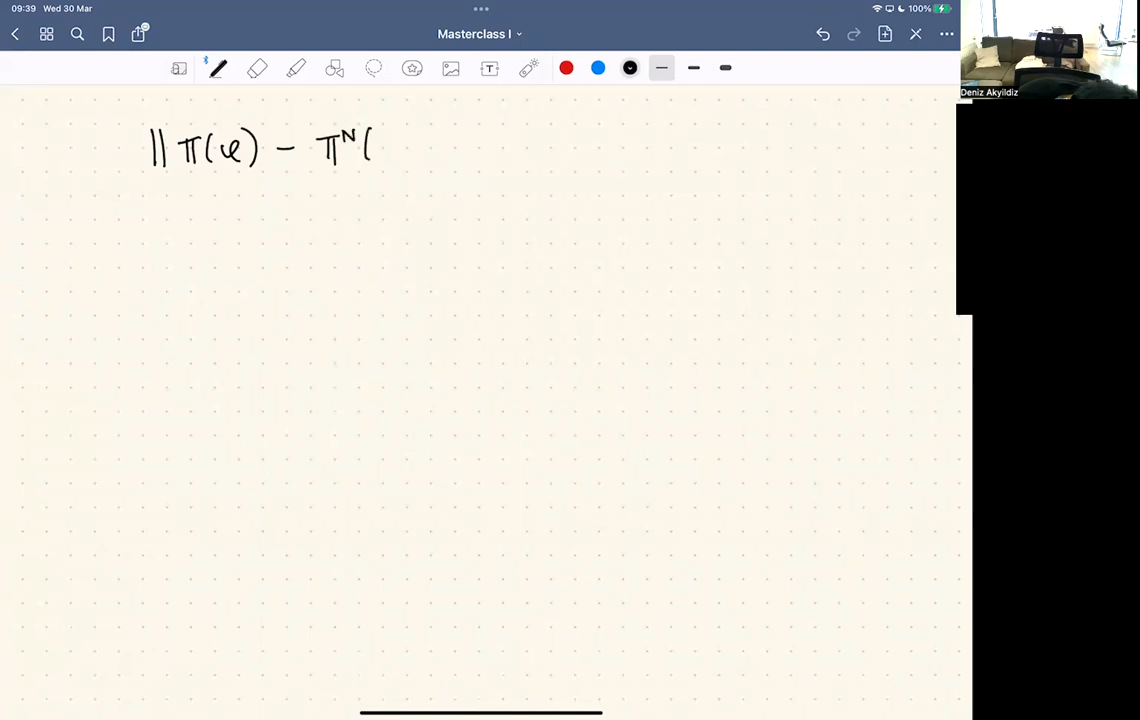 09:39 Wed 30 Mar
100%
Masterclass I
Deniz Akyildiz
|| π(φ) − π^N(